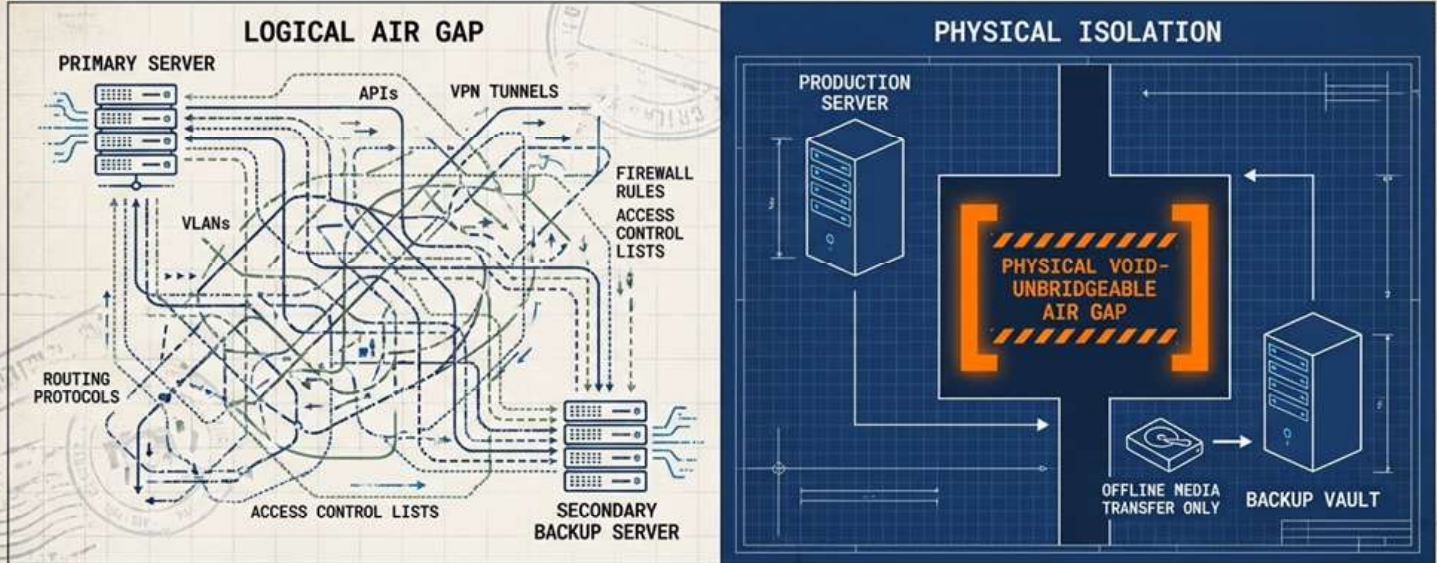 LOGICAL AIR GAP
PRIMARY SERVER
APIs
VPN TUNNELS
FIREWALL
RULES
ACCESS
CONTROL
LISTS
VLANs
ROUTING
PROTOCOLS
ACCESS CONTROL LISTS
SECONDARY
BACKUP SERVER
PHYSICAL ISOLATION
PRODUCTION
SERVER
PHYSICAL VOID-
UNBRIDGEABLE
AIR GAP
OFFLINE MEDIA
TRANSFER ONLY
BACKUP VAULT